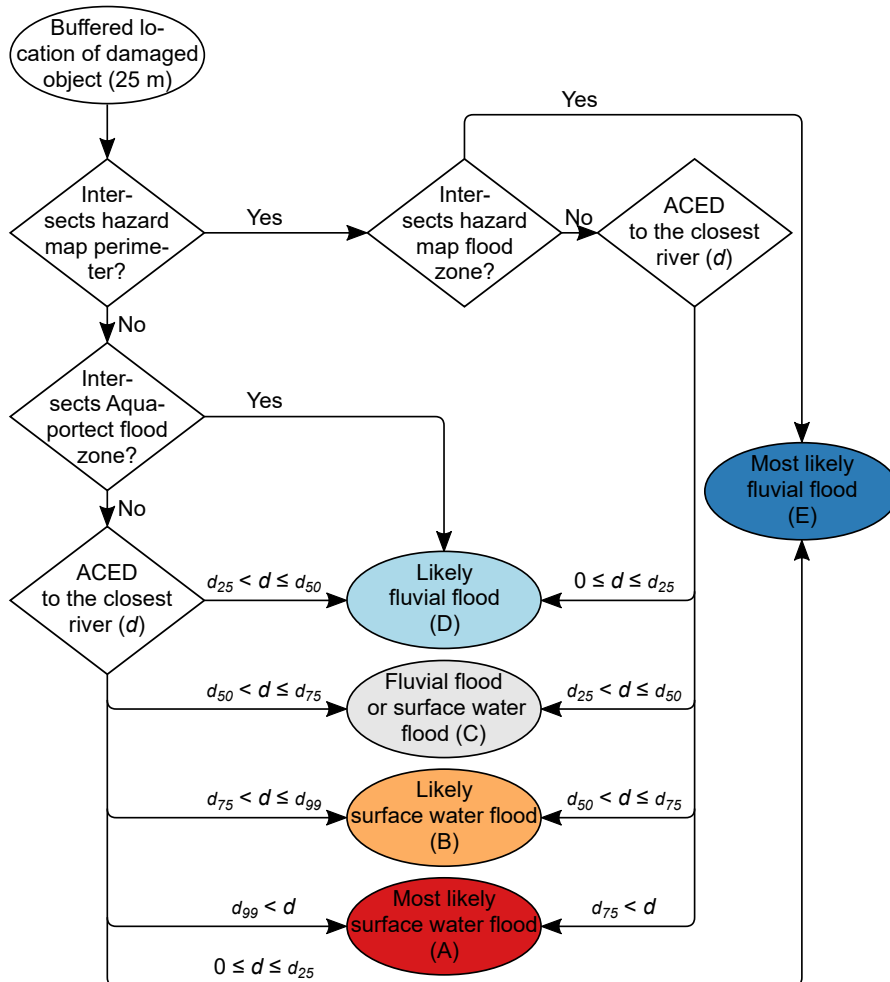 Buffered lo-
cation of damaged
object (25 m)
Yes
Inter-
sects hazard
map perime-
ter?
Yes
Inter-
sects hazard
map flood
zone?
No
ACED
to the closest
river (d)
No
Inter-
sects Aqua-
portect flood
zone?
Yes
Most likely
fluvial flood
(E)
No
ACED
to the closest
river (d)
d25 < d ≤ d50
Likely
fluvial flood
(D)
0 ≤ d ≤ d25
d50 < d ≤ d75
Fluvial flood
or surface water
flood (C)
d25 < d ≤ d50
d75 < d ≤ d99
Likely
surface water flood
(B)
d50 < d ≤ d75
d99 < d
Most likely
surface water flood
(A)
d75 < d
0 ≤ d ≤ d25